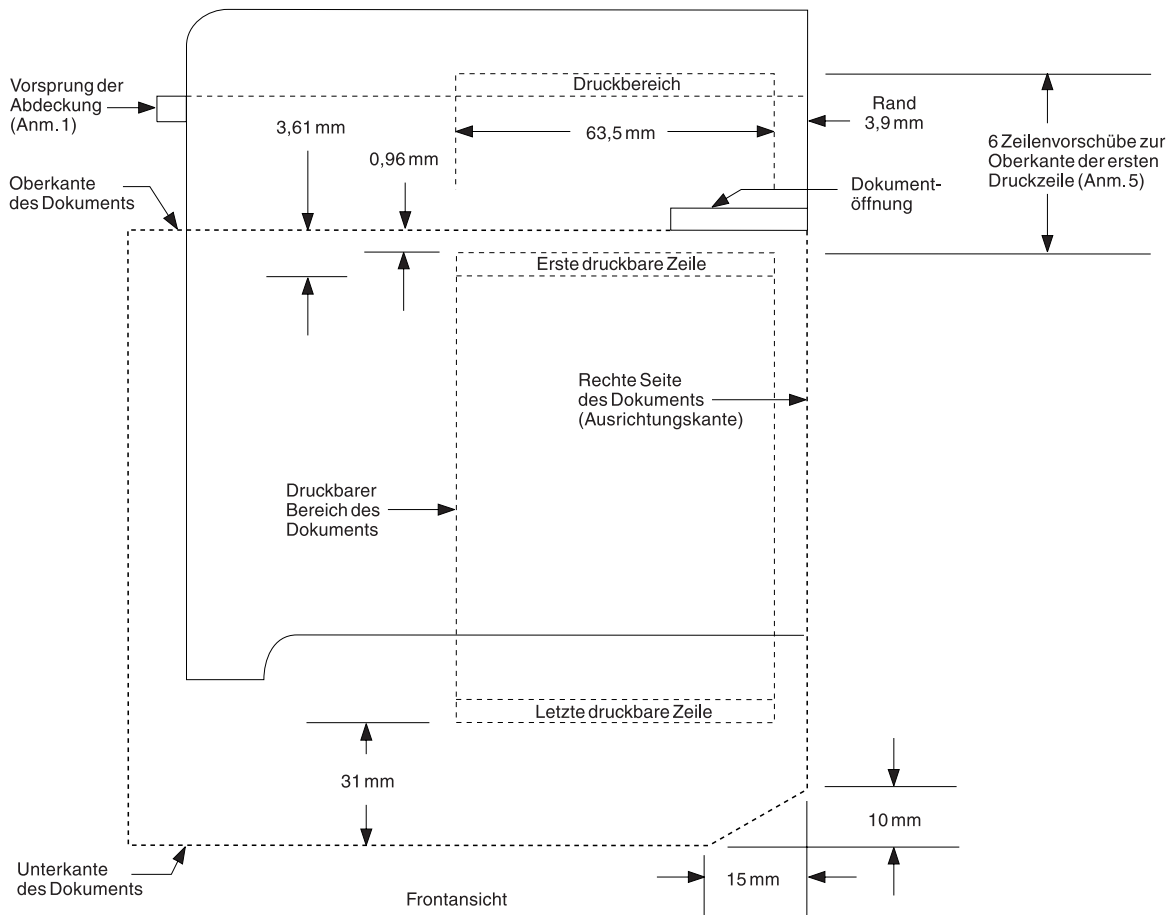 Vorsprung der
Abdeckung
(Anm. 1)
Druckbereich
Rand
3,9 mm
3,61 mm
63,5 mm
0,96 mm
6 Zeilenvorschübe zur
Oberkante der ersten
Druckzeile (Anm. 5)
Oberkante
des Dokuments
Dokument-
öffnung
Erste druckbare Zeile
Rechte Seite
des Dokuments
(Ausrichtungskante)
Druckbarer
Bereich des
Dokuments
Letzte druckbare Zeile
31 mm
10 mm
Unterkante
des Dokuments
15 mm
Frontansicht